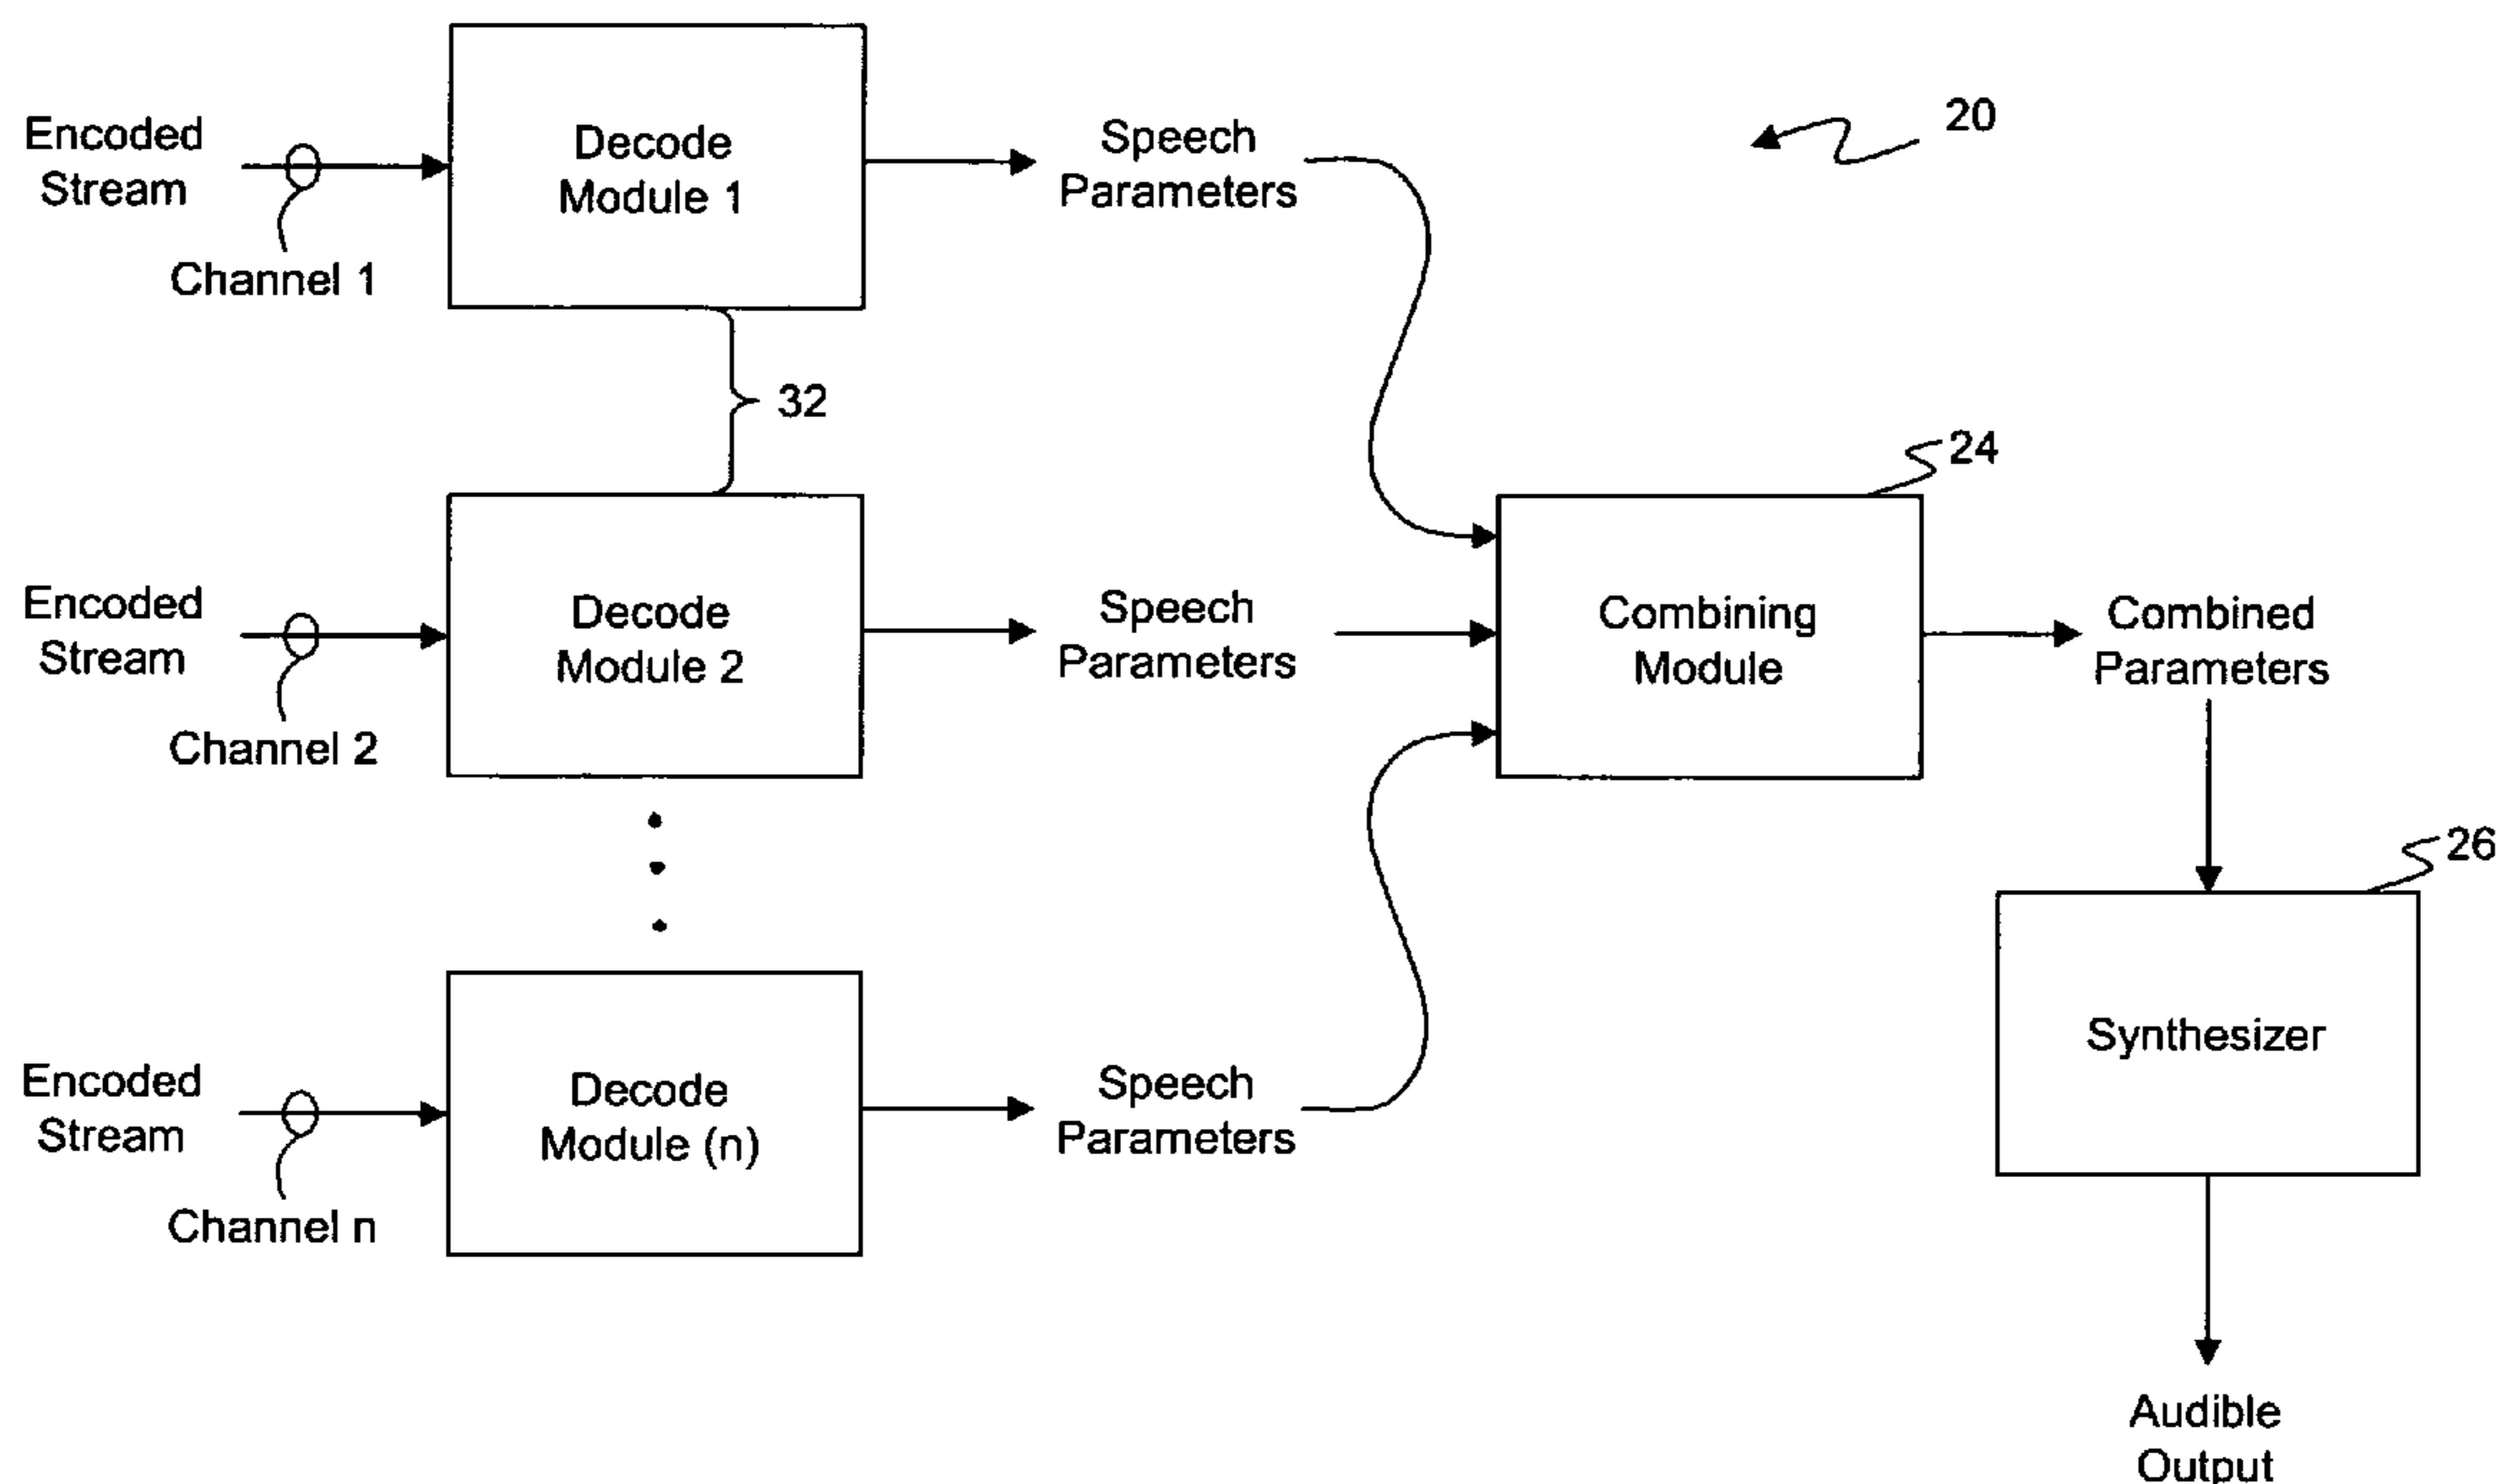 Encoded
Stream
Channel 1
Decode
Module 1
Speech
Parameters
20
32
Encoded
Stream
Channel 2
Decode
Module 2
Speech
Parameters
24
Combining
Module
Combined
Parameters
26
Synthesizer
Encoded
Stream
Channel n
Decode
Module (n)
Speech
Parameters
Audible
Output